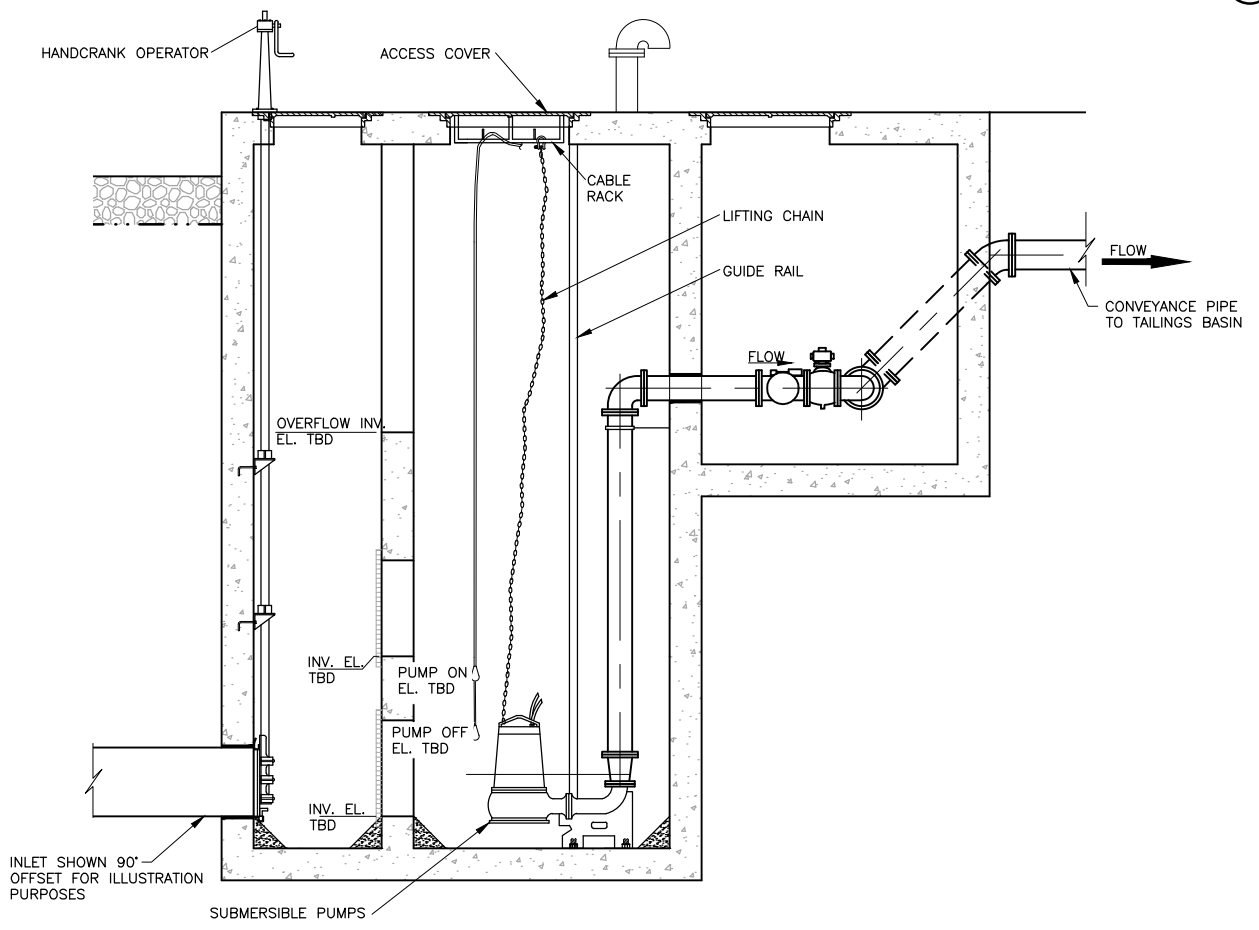 HANDCRANK OPERATOR
ACCESS COVER
CABLE
RACK
LIFTING CHAIN
GUIDE RAIL
FLOW
CONVEYANCE PIPE
TO TAILINGS BASIN
FLOW
OVERFLOW INV.
EL. TBD
INV. EL.
TBD
PUMP ON
EL. TBD
PUMP OFF
EL. TBD
INV. EL.
TBD
INLET SHOWN 90°
OFFSET FOR ILLUSTRATION
PURPOSES
SUBMERSIBLE PUMPS